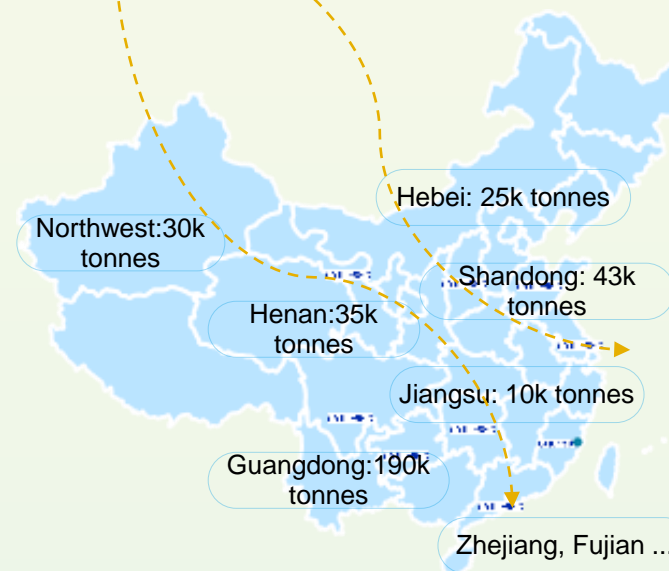 Hebei: 25k tonnes
Northwest:30k
tonnes
Shandong: 43k
tonnes
Henan:35k
tonnes
Jiangsu: 10k tonnes
Guangdong:190k
tonnes
Zhejiang, Fujian ...